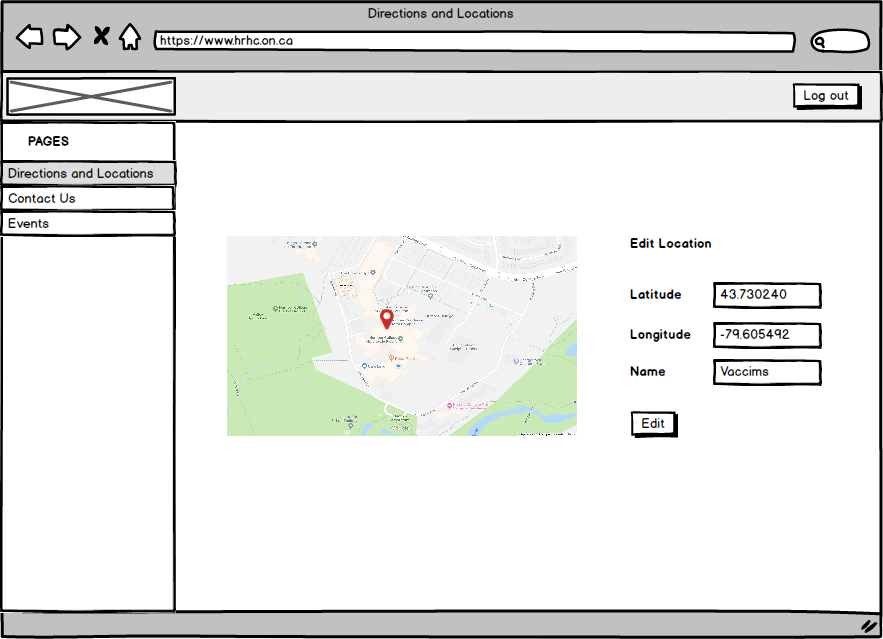 Directions and Locations
https://www.hrhc.on.ca
Log out
PAGES
Directions and Locations
Contact Us
Events
Edit Location
Latitude 43.730240
Longitude -79.605492
Name Vaccims
Edit